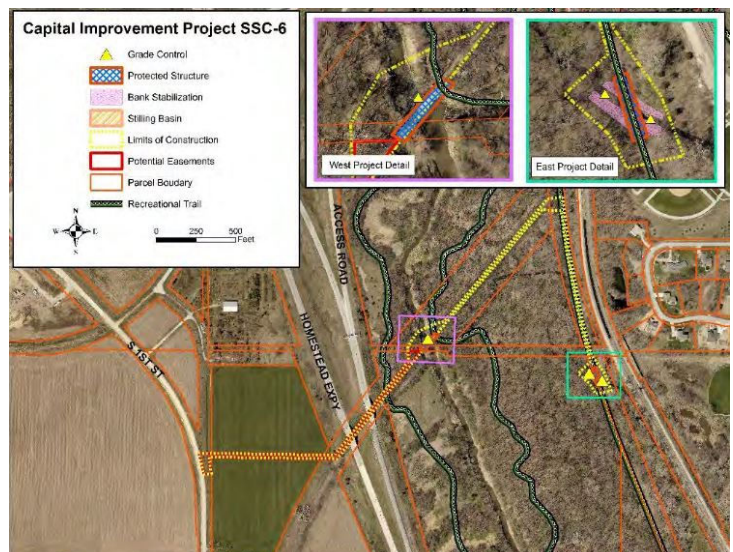 Capital Improvement Project SSC-6
Grade Control
Protected Structure
Bank Stabilization
Stilling Basin
Limits of Construction
Potential Easements
Parcel Boudary
Recreational Trail
N
W E
S
0 250 500
Feet
West Project Detail
East Project Detail
ACCESS ROAD
HOMESTEAD EXPY
S 1ST ST